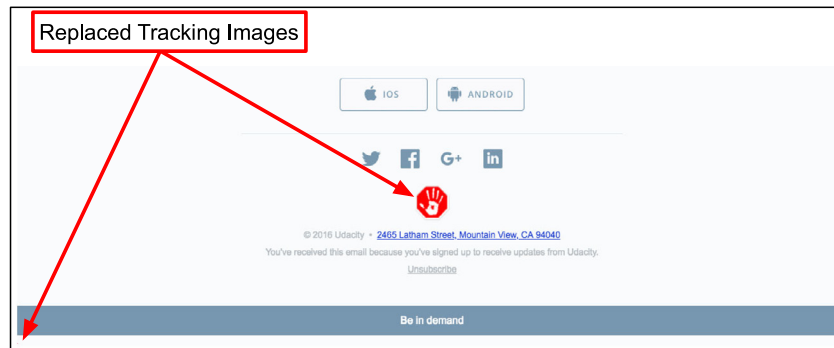 Replaced Tracking Images
IOS
ANDROID
G+
in
© 2016 Udacity • 2465 Latham Street, Mountain View, CA 94040
You've received this email because you've signed up to receive updates from Udacity.
Unsubscribe
Be in demand